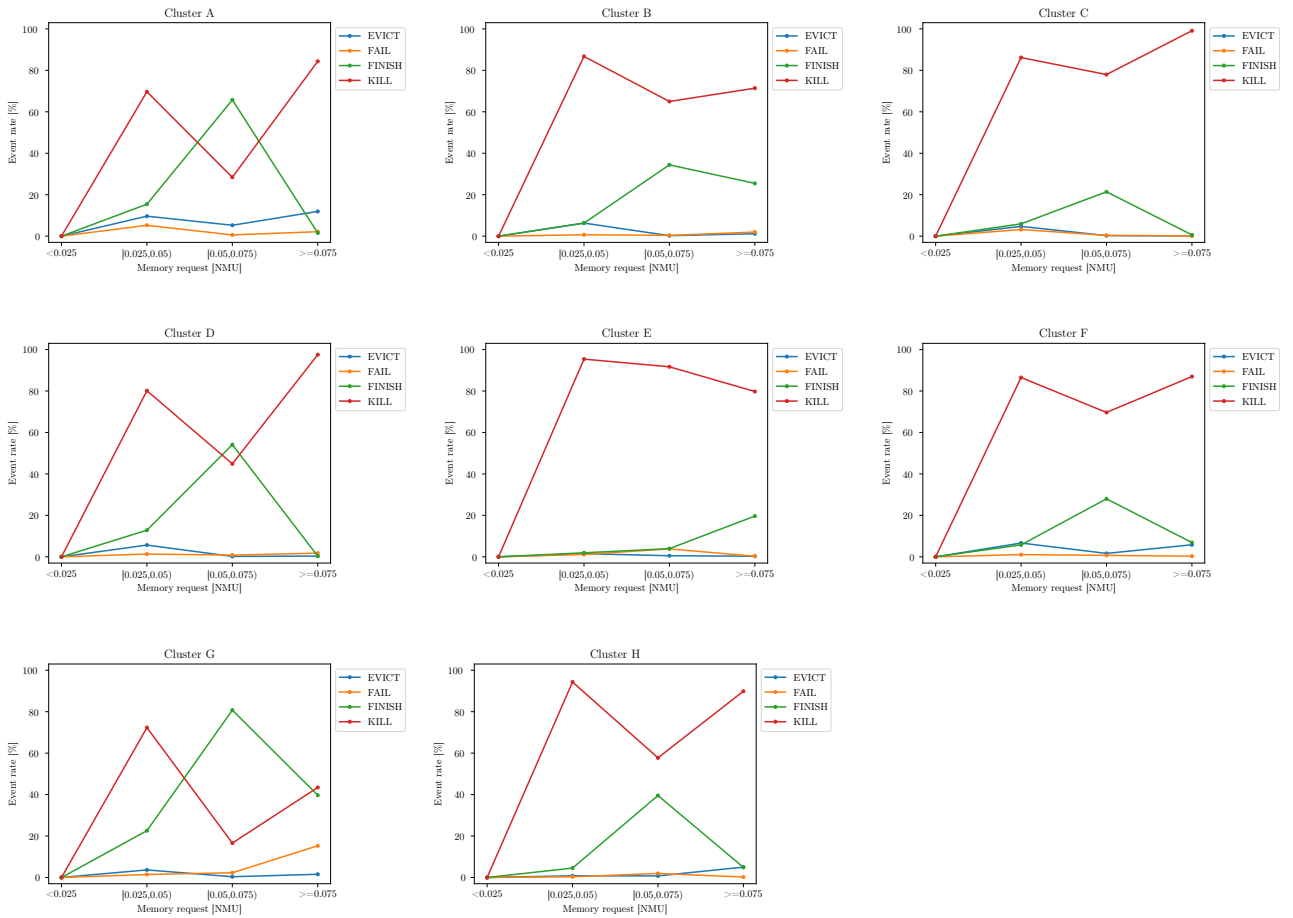 Cluster A
100
80
60
40
20
0
Event rate [%]
<0.025
[0.025,0.05)
[0.05,0.075)
>=0.075
Memory request [NMU]
EVICT
FAIL
FINISH
KILL
Cluster B
100
80
60
40
20
0
Event rate [%]
<0.025
[0.025,0.05)
[0.05,0.075)
>=0.075
Memory request [NMU]
EVICT
FAIL
FINISH
KILL
Cluster C
100
80
60
40
20
0
Event rate [%]
<0.025
[0.025,0.05)
[0.05,0.075)
>=0.075
Memory request [NMU]
EVICT
FAIL
FINISH
KILL
Cluster D
100
80
60
40
20
0
Event rate [%]
<0.025
[0.025,0.05)
[0.05,0.075)
>=0.075
Memory request [NMU]
EVICT
FAIL
FINISH
KILL
Cluster E
100
80
60
40
20
0
Event rate [%]
<0.025
[0.025,0.05)
[0.05,0.075)
>=0.075
Memory request [NMU]
EVICT
FAIL
FINISH
KILL
Cluster F
100
80
60
40
20
0
Event rate [%]
<0.025
[0.025,0.05)
[0.05,0.075)
>=0.075
Memory request [NMU]
EVICT
FAIL
FINISH
KILL
Cluster G
100
80
60
40
20
0
Event rate [%]
<0.025
[0.025,0.05)
[0.05,0.075)
>=0.075
Memory request [NMU]
EVICT
FAIL
FINISH
KILL
Cluster H
100
80
60
40
20
0
Event rate [%]
<0.025
[0.025,0.05)
[0.05,0.075)
>=0.075
Memory request [NMU]
EVICT
FAIL
FINISH
KILL